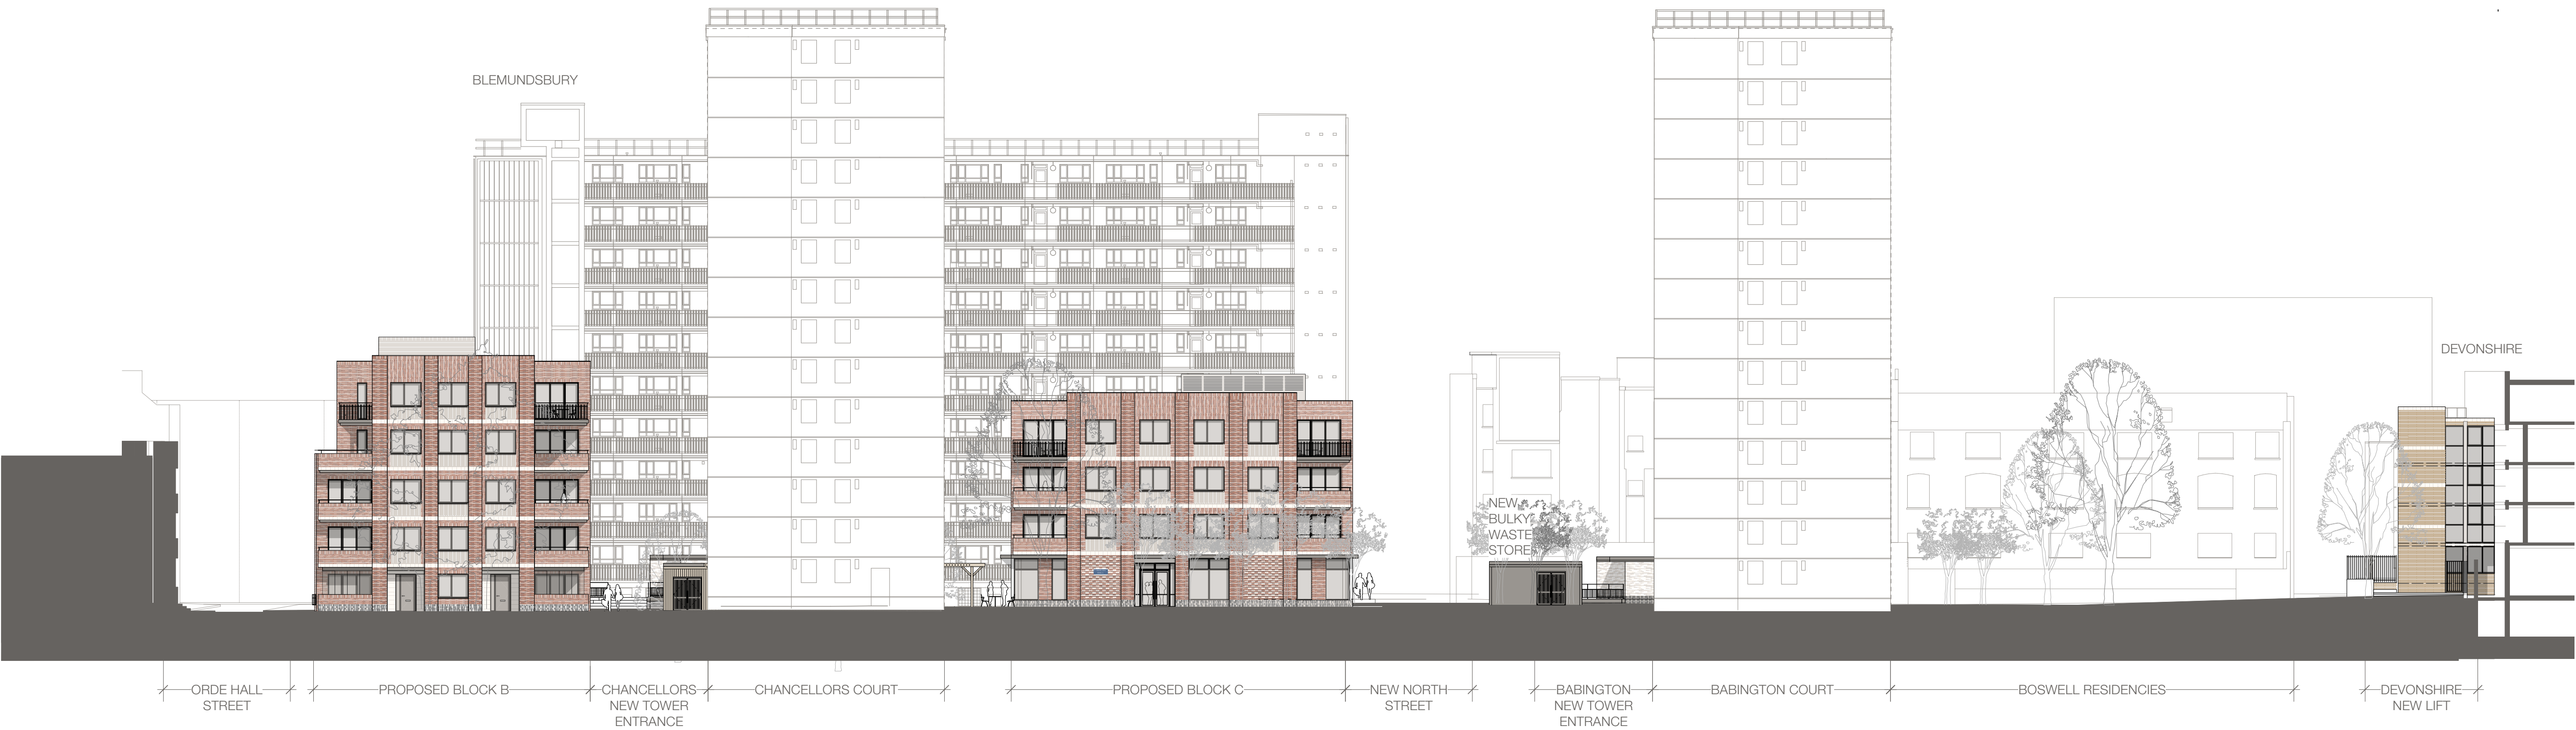 BLEMUNDSBURY
DEVONSHIRE
NEW
BULKY
WASTE
STORE
ORDE HALL
STREET
PROPOSED BLOCK B
CHANCELLORS
NEW TOWER
ENTRANCE
CHANCELLORS COURT
PROPOSED BLOCK C
NEW NORTH
STREET
BABINGTON
NEW TOWER
ENTRANCE
BABINGTON COURT
BOSWELL RESIDENCIES
DEVONSHIRE
NEW LIFT